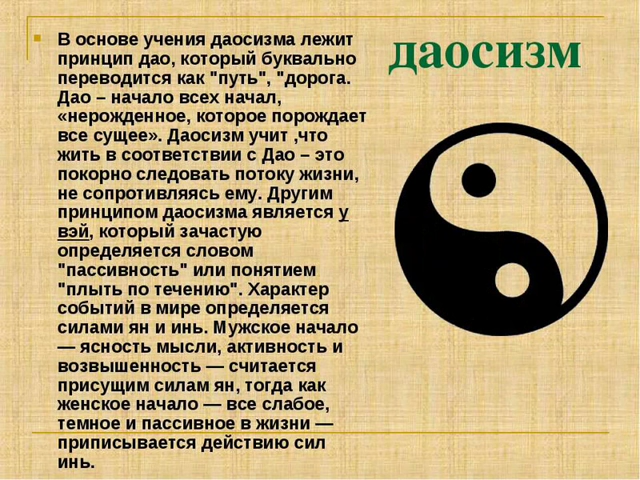 даосизм
В основе учения даосизма лежит
принцип дао, который буквально
переводится как "путь", "дорога.
Дао – начало всех начал,
«нерожденное, которое порождает
все сущее». Даосизм учит ,что
жить в соответствии с Дао – это
покорно следовать потоку жизни,
не сопротивляясь ему. Другим
принципом даосизма является у
вэй, который зачастую
определяется словом
"пассивность" или понятием
"плыть по течению". Характер
событий в мире определяется
силами ян и инь. Мужское начало
— ясность мысли, активность и
возвышенность — считается
присущим силам ян, тогда как
женское начало — все слабое,
темное и пассивное в жизни —
приписывается действию сил
инь.